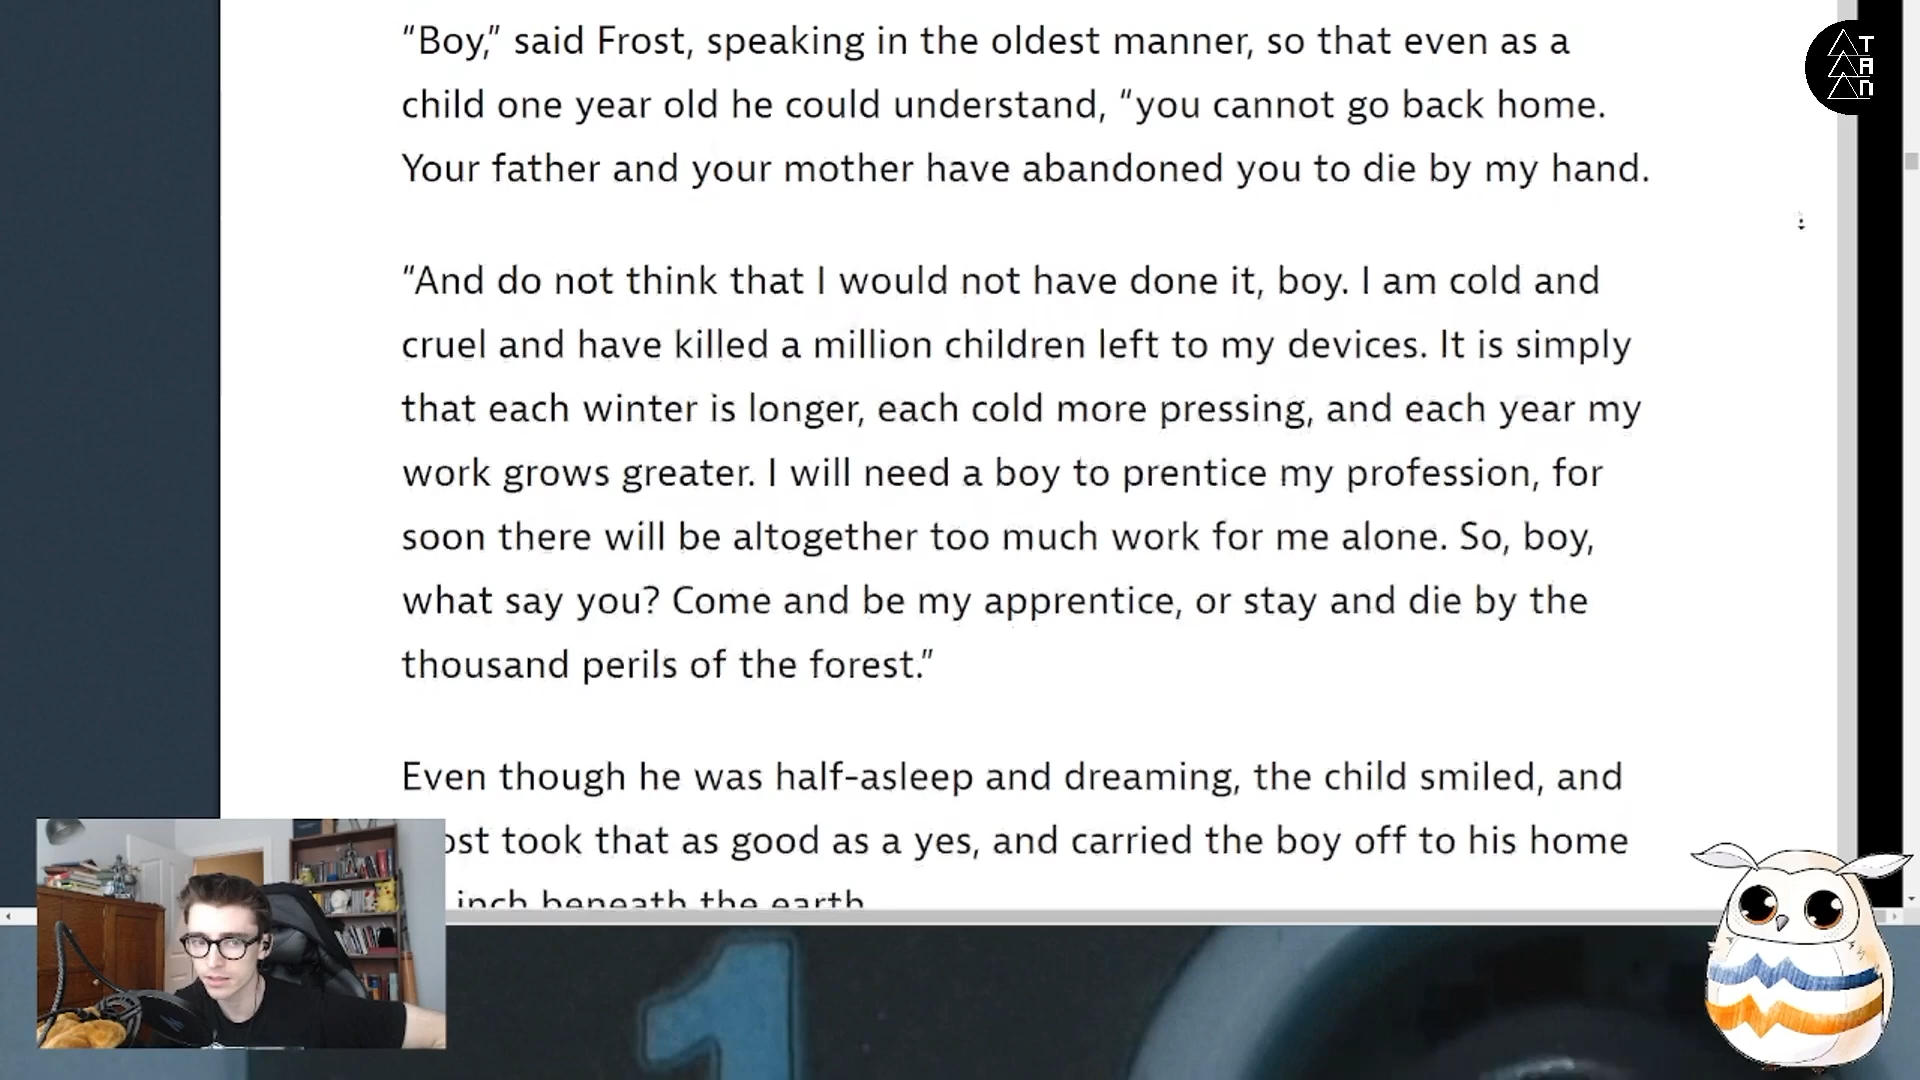 “Boy,” said Frost, speaking in the oldest manner, so that even as a
child one year old he could understand, “you cannot go back home.
Your father and your mother have abandoned you to die by my hand.
“And do not think that I would not have done it, boy. I am cold and
cruel and have killed a million children left to my devices. It is simply
that each winter is longer, each cold more pressing, and each year my
work grows greater. I will need a boy to prentice my profession, for
soon there will be altogether too much work for me alone. So, boy,
what say you? Come and be my apprentice, or stay and die by the
thousand perils of the forest.”
Even though he was half-asleep and dreaming, the child smiled, and
ost took that as good as a yes, and carried the boy off to his home
inch beneath the earth
1
TAN